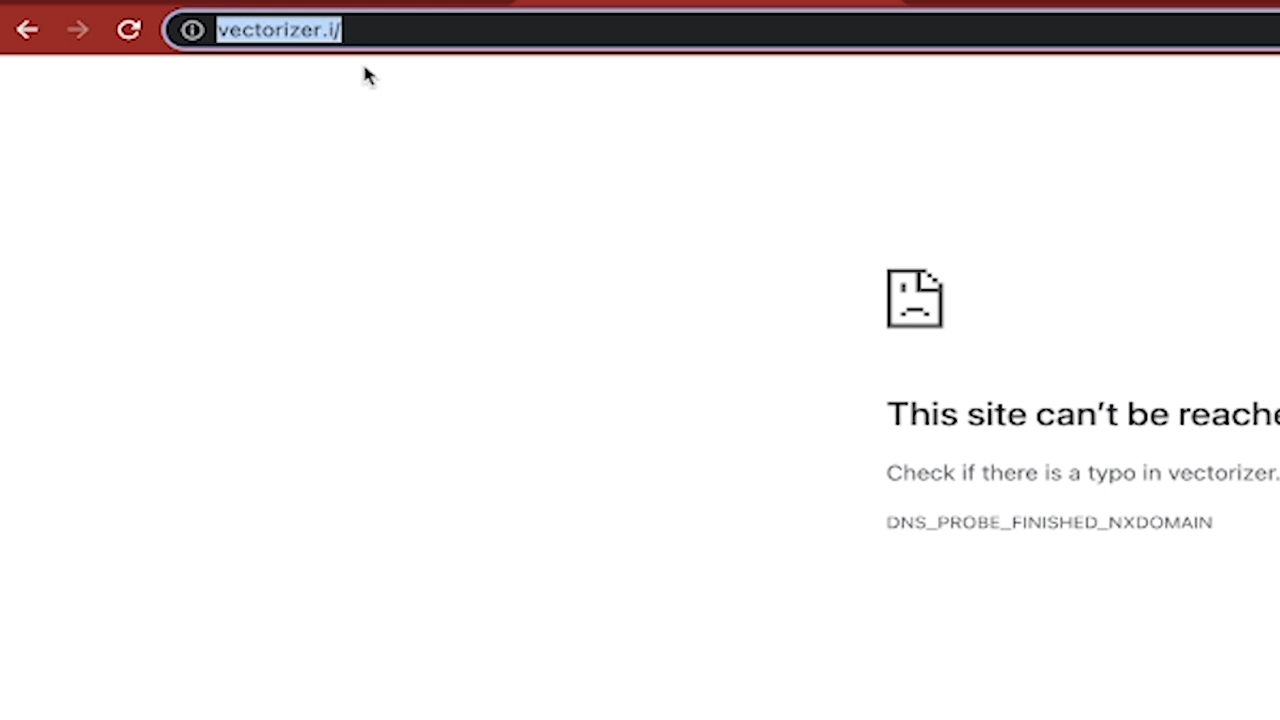 vectorizer.i/
This site can't be reache
Check if there is a typo in vectorizer.
DNS_PROBE_FINISHED_NXDOMAIN